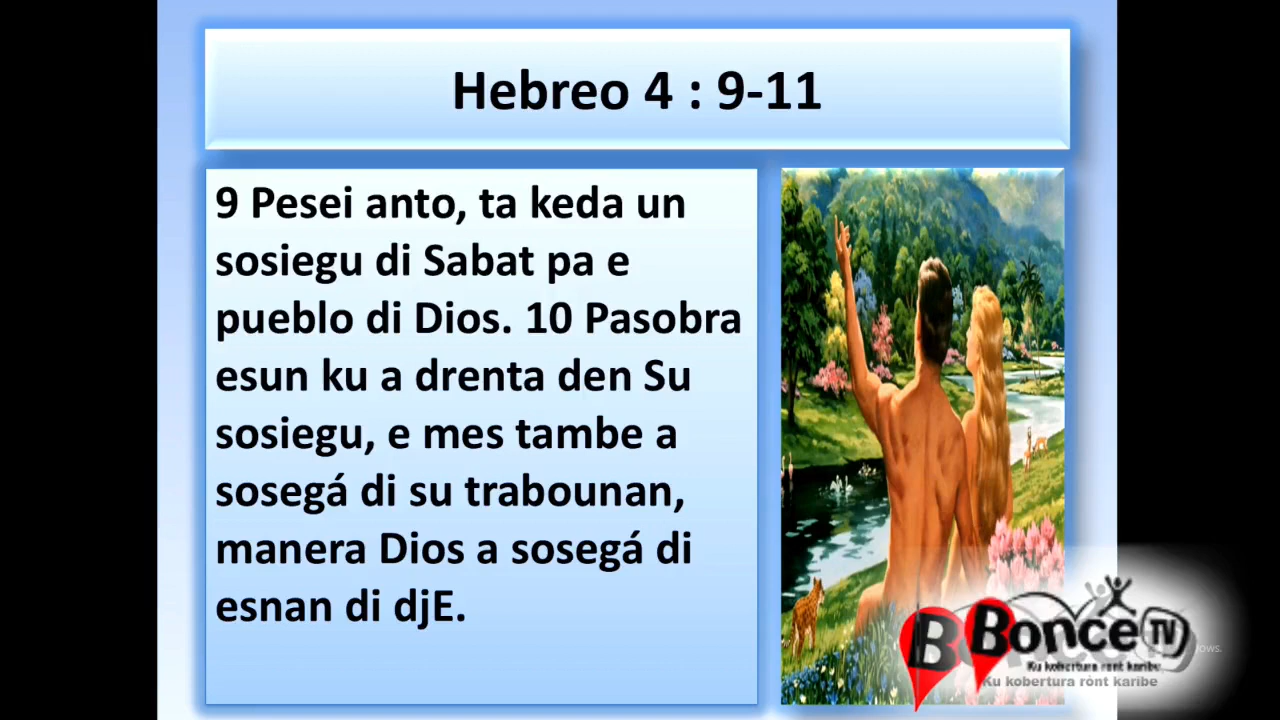 Hebreo 4 : 9-11
9 Pesei anto, ta keda un
sosiegu di Sabat pa e
pueblo di Dios. 10 Pasobra
esun ku a drenta den Su
sosiegu, e mes tambe a
sosegá di su trabounan,
manera Dios a sosegá di
esnan di djE.
B Bonce TV
Ku kobertura rònt karibe
Ku kobertura rònt karibe